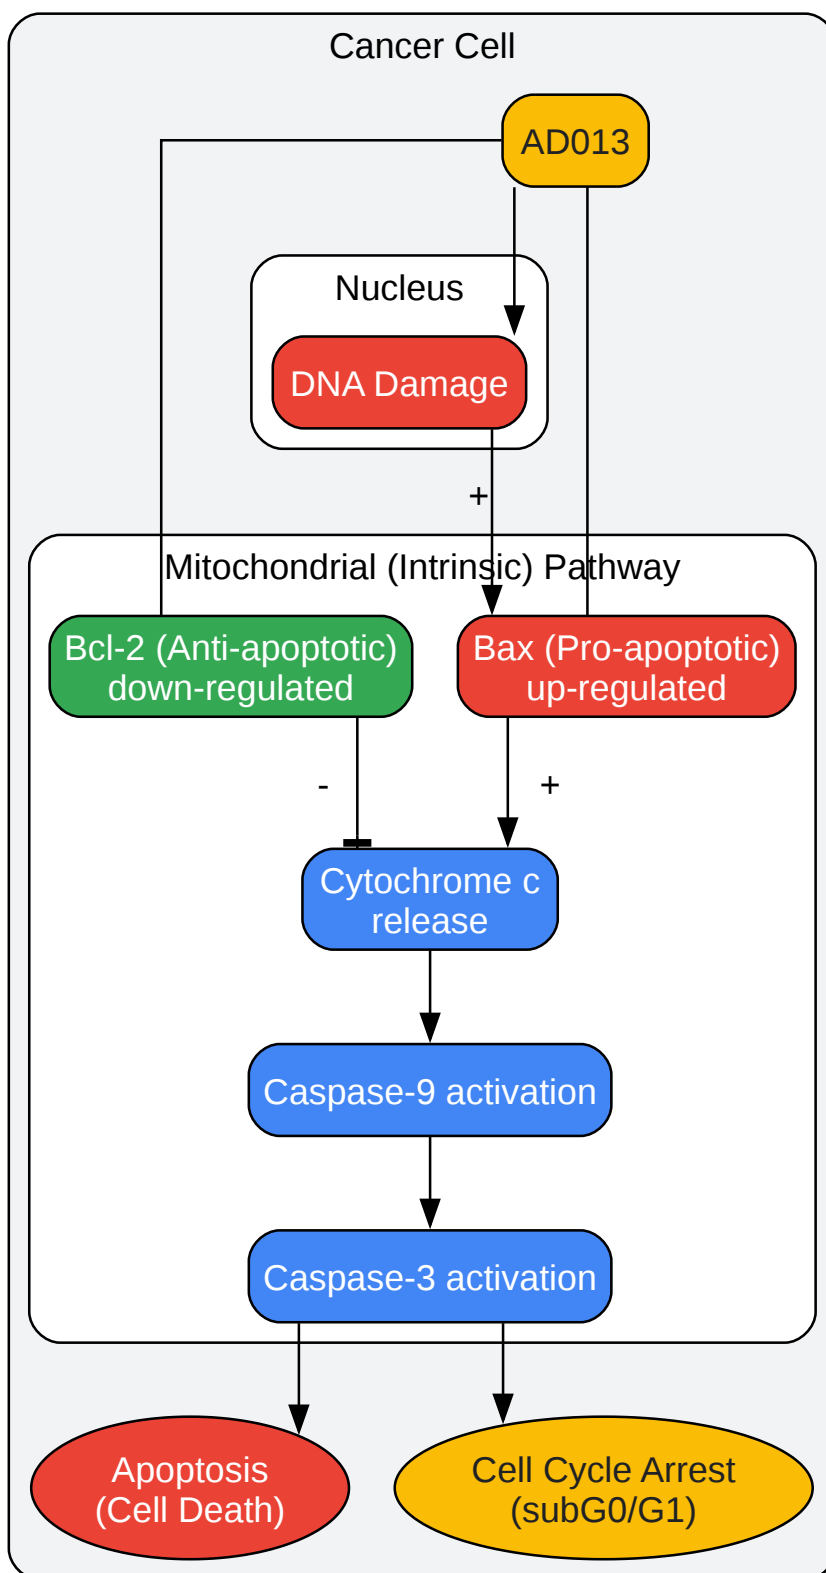 Cancer Cell
AD013
Nucleus
DNA Damage
+
Mitochondrial (Intrinsic) Pathway
Bcl-2 (Anti-apoptotic)
down-regulated
Bax (Pro-apoptotic)
up-regulated
-
+
Cytochrome c
release
Caspase-9 activation
Caspase-3 activation
Apoptosis
(Cell Death)
Cell Cycle Arrest
(subG0/G1)